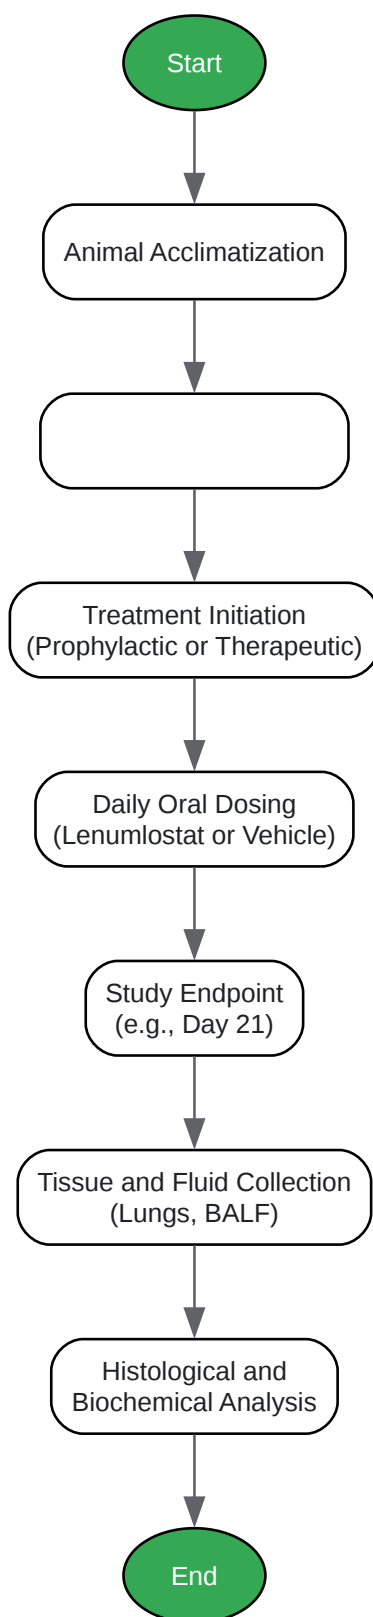 Start
Animal Acclimatization
Treatment Initiation
(Prophylactic or Therapeutic)
Daily Oral Dosing
(Lenumlostat or Vehicle)
Study Endpoint
(e.g., Day 21)
Tissue and Fluid Collection
(Lungs, BALF)
Histological and
Biochemical Analysis
End